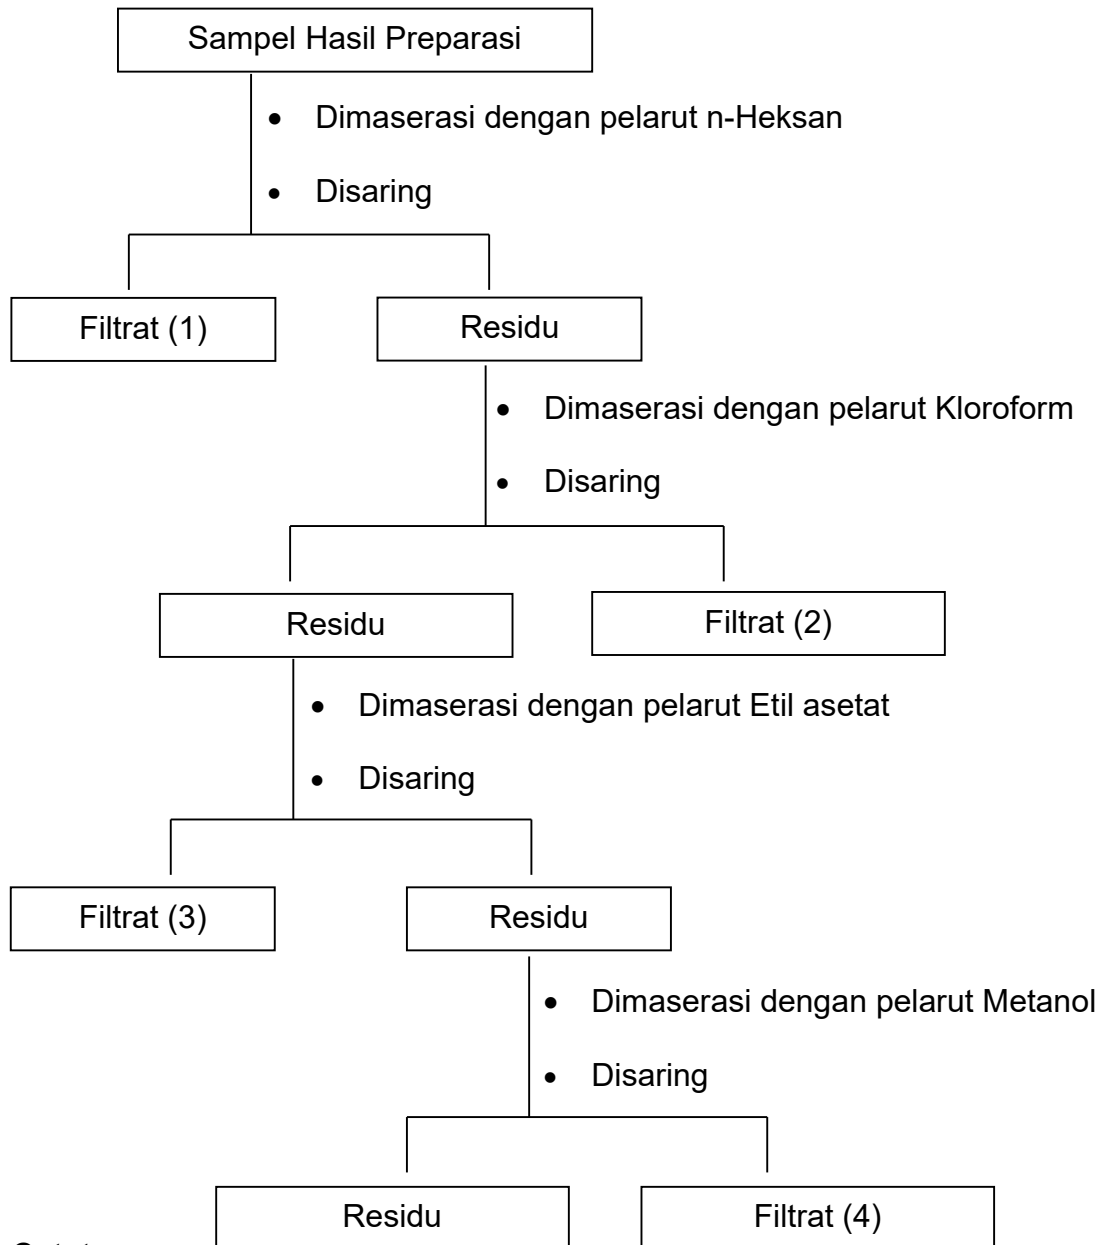 Sampel Hasil Preparasi
• Dimaserasi dengan pelarut n-Heksan
• Disaring
Filtrat (1)
Residu
• Dimaserasi dengan pelarut Kloroform
• Disaring
Residu
Filtrat (2)
• Dimaserasi dengan pelarut Etil asetat
• Disaring
Filtrat (3)
Residu
• Dimaserasi dengan pelarut Metanol
• Disaring
Residu
Filtrat (4)